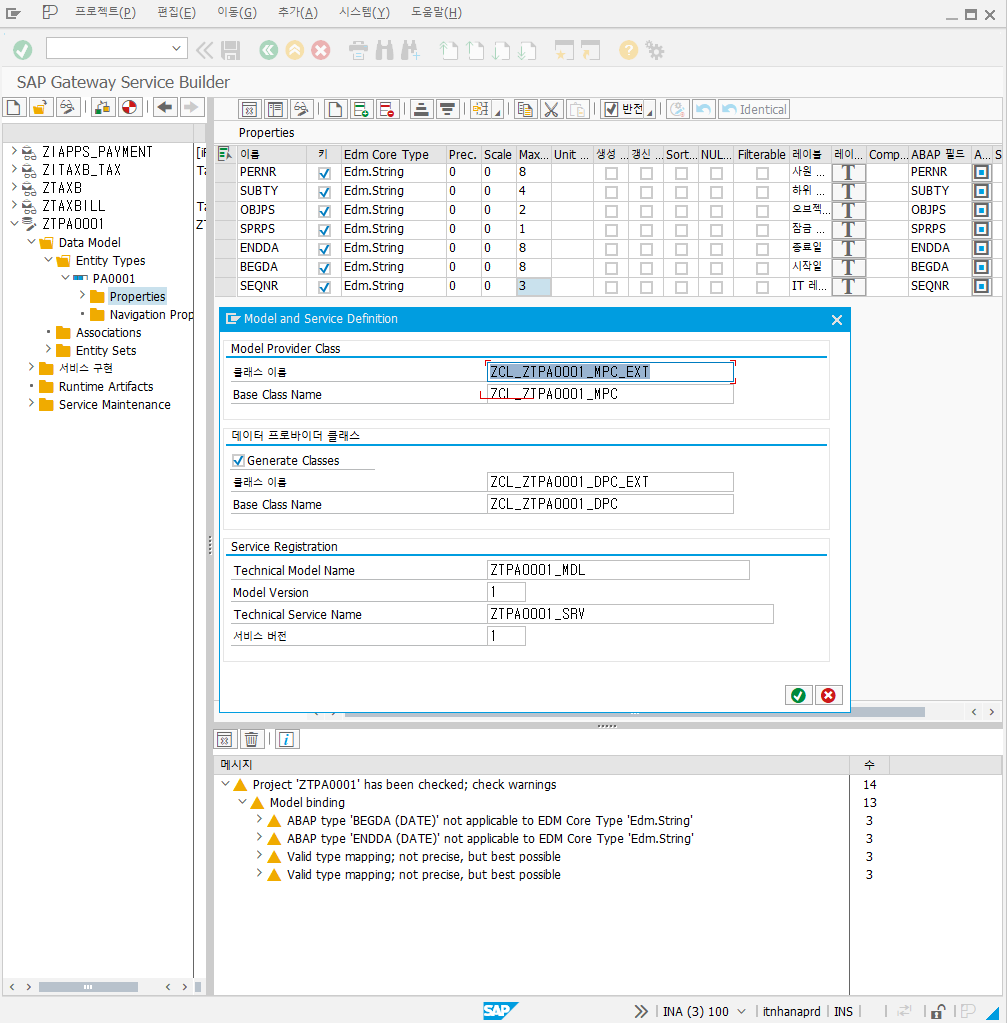 프로젝트(P) 편집(E) 이동(G) 추가(A) 시스템(Y) 도움말(H)
SAP Gateway Service Builder
반전 Identical
Properties
이름 키 Edm Core Type Prec. Scale Max... Unit ... 생성 ... 갱신 ... Sort... NUL... Filterable 레이블 레이... Comp... ABAP 필드 A... S
PERNR Edm.String 0 0 8 사원 ... T PERNR
SUBTY Edm.String 0 0 4 하위 ... T SUBTY
OBJPS Edm.String 0 0 2 오브젝... T OBJPS
SPRPS Edm.String 0 0 1 잠금 ... T SPRPS
ENDDA Edm.String 0 0 8 종료일 T ENDDA
BEGDA Edm.String 0 0 8 시작일 T BEGDA
SEQNR Edm.String 0 0 3 IT 레... T SEQNR
ZIAPPS_PAYMENT
ZITAXB_TAX Ta
ZTAXB
ZTAXBILL Ta
ZTPA0001 ZT
Data Model
Entity Types
PA0001
Properties
Navigation Prop
Associations
Entity Sets
서비스 구현
Runtime Artifacts
Service Maintenance
Model and Service Definition
Model Provider Class
클래스 이름 ZCL_ZTPA0001_MPC_EXT
Base Class Name ZCL_ZTPA0001_MPC
데이터 프로바이더 클래스
Generate Classes
클래스 이름 ZCL_ZTPA0001_DPC_EXT
Base Class Name ZCL_ZTPA0001_DPC
Service Registration
Technical Model Name ZTPA0001_MDL
Model Version 1
Technical Service Name ZTPA0001_SRV
서비스 버전 1
메시지 수
Project 'ZTPA0001' has been checked; check warnings 14
Model binding 13
ABAP type 'BEGDA (DATE)' not applicable to EDM Core Type 'Edm.String' 3
ABAP type 'ENDDA (DATE)' not applicable to EDM Core Type 'Edm.String' 3
Valid type mapping; not precise, but best possible 3
Valid type mapping; not precise, but best possible 3
SAP INA (3) 100 itnhanaprd INS